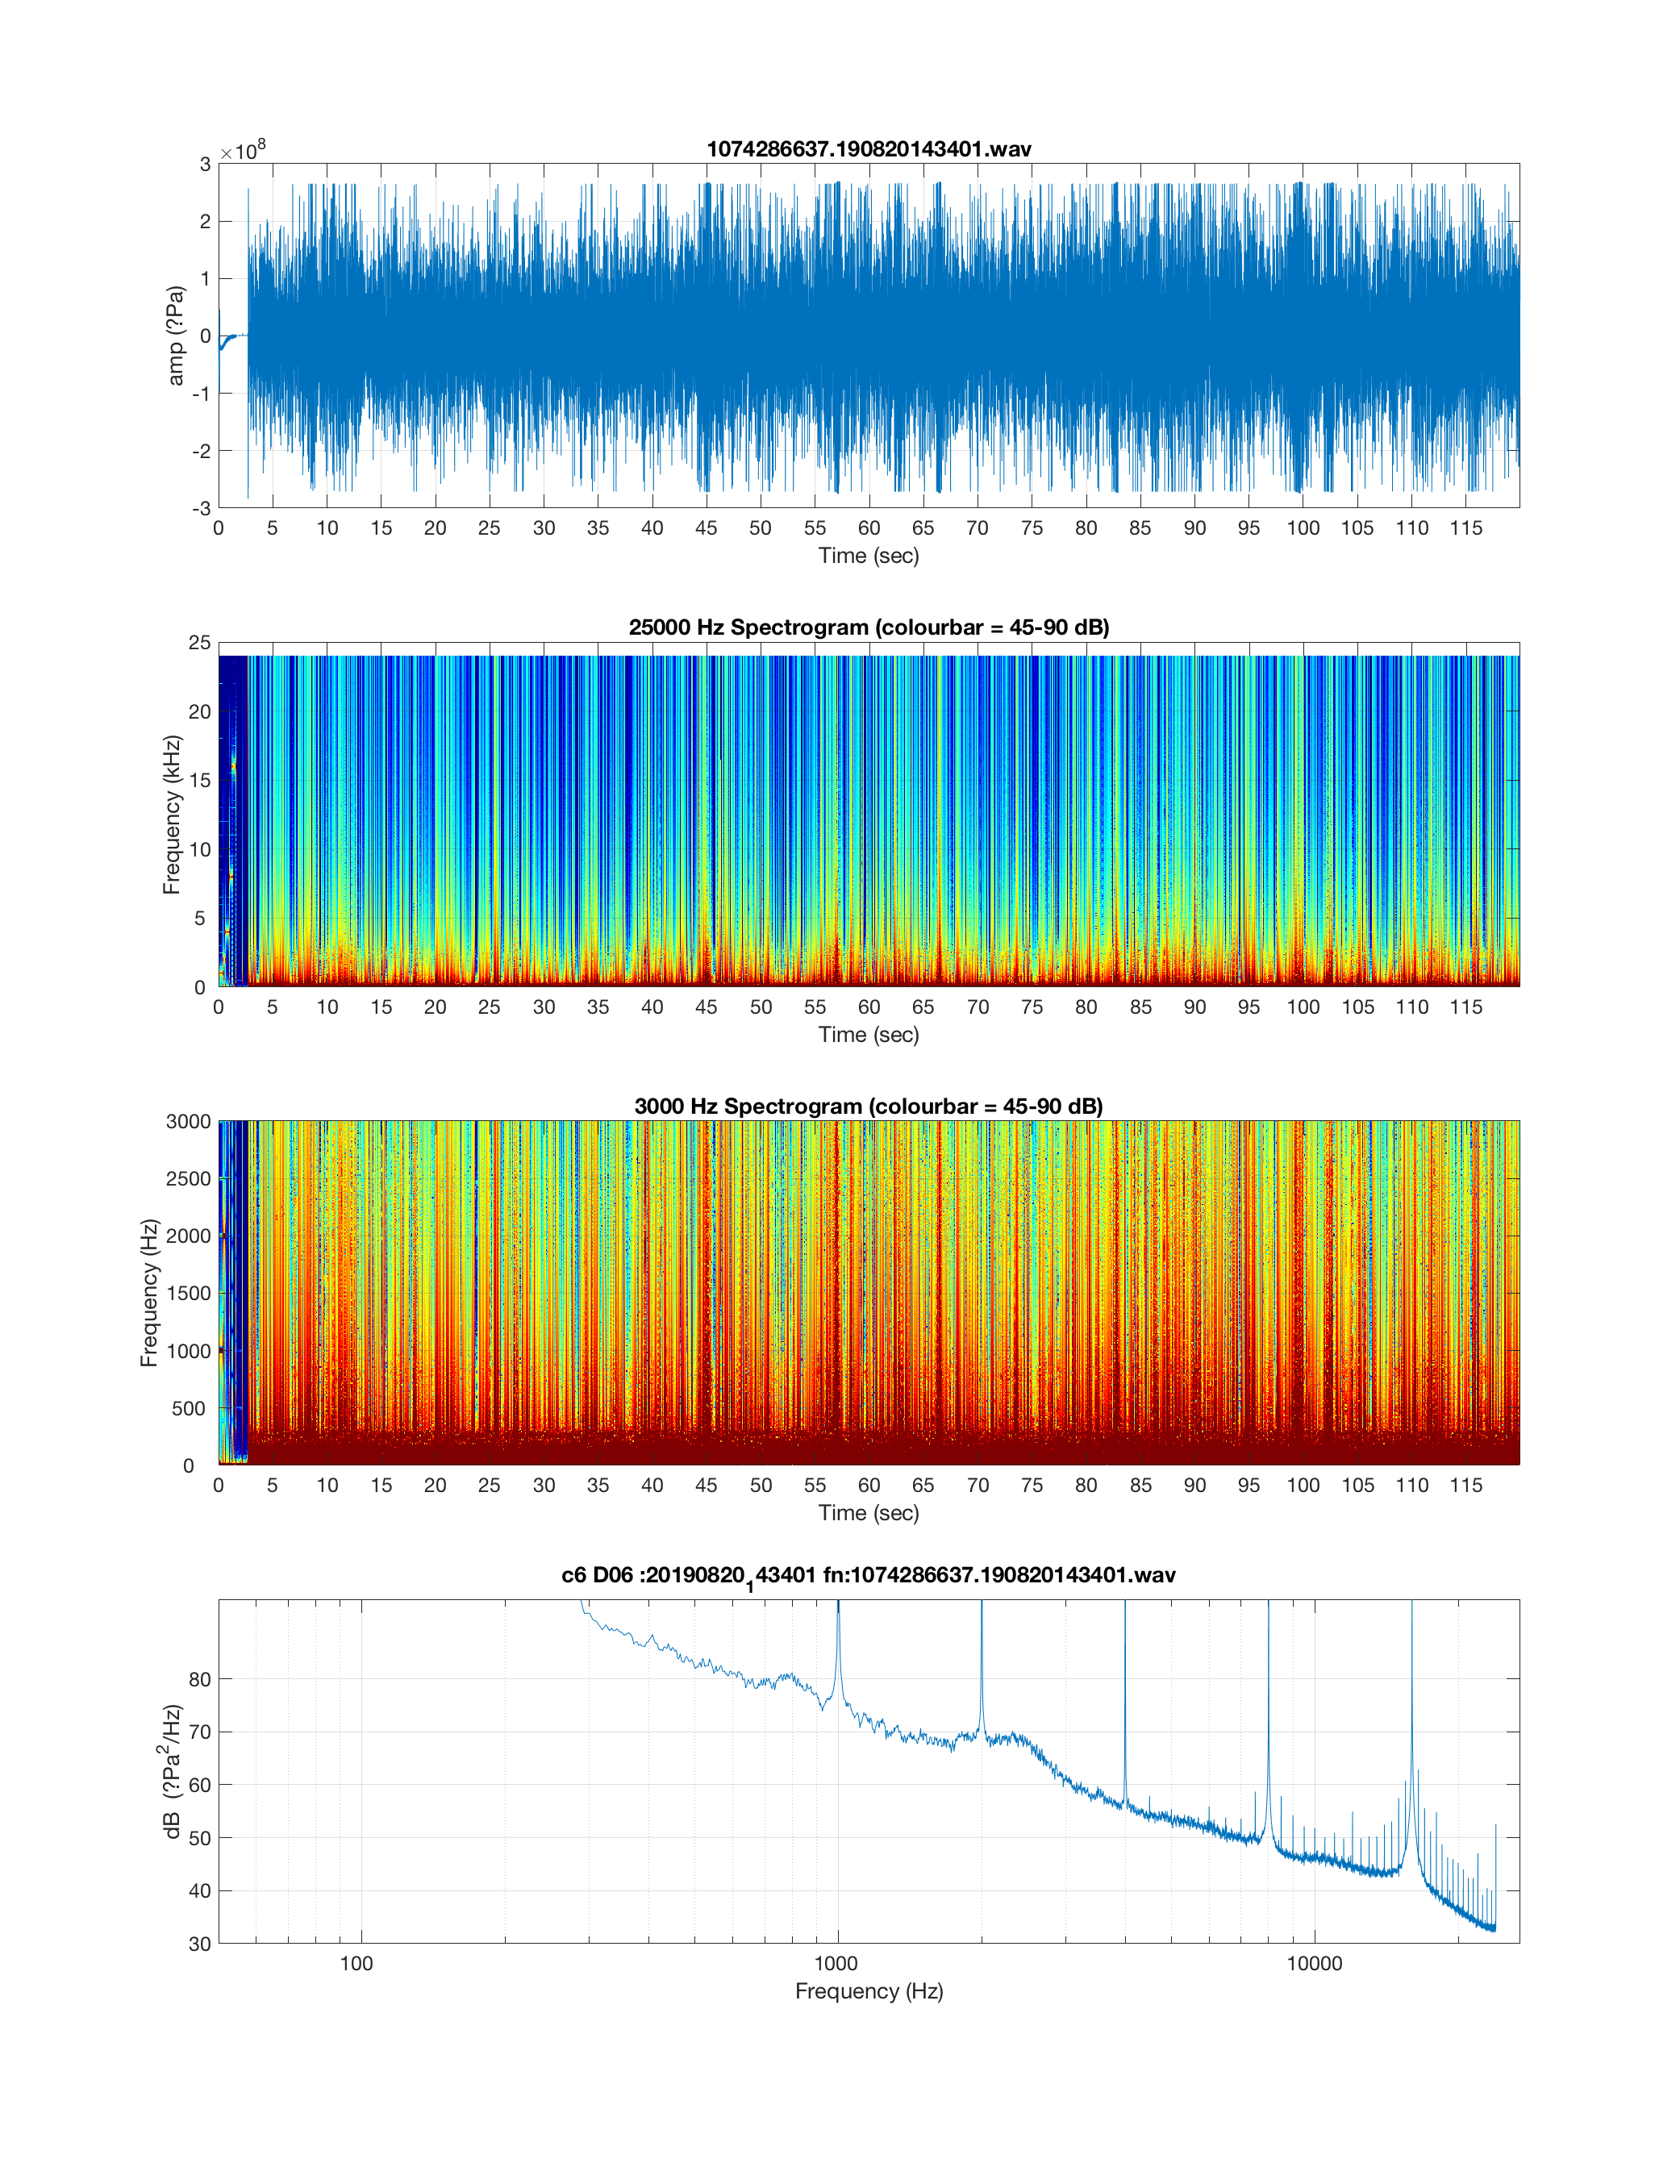 1074286637.190820143401.wav
×10^8
3
2
1
0
-1
-2
-3
amp (?Pa)
0 5 10 15 20 25 30 35 40 45 50 55 60 65 70 75 80 85 90 95 100 105 110 115
Time (sec)
25000 Hz Spectrogram (colourbar = 45-90 dB)
25
20
15
10
5
0
Frequency (kHz)
0 5 10 15 20 25 30 35 40 45 50 55 60 65 70 75 80 85 90 95 100 105 110 115
Time (sec)
3000 Hz Spectrogram (colourbar = 45-90 dB)
3000
2500
2000
1500
1000
500
0
Frequency (Hz)
0 5 10 15 20 25 30 35 40 45 50 55 60 65 70 75 80 85 90 95 100 105 110 115
Time (sec)
c6 D06 :20190820_143401 fn:1074286637.190820143401.wav
80
70
60
50
40
30
dB (?Pa²/Hz)
100 1000 10000
Frequency (Hz)